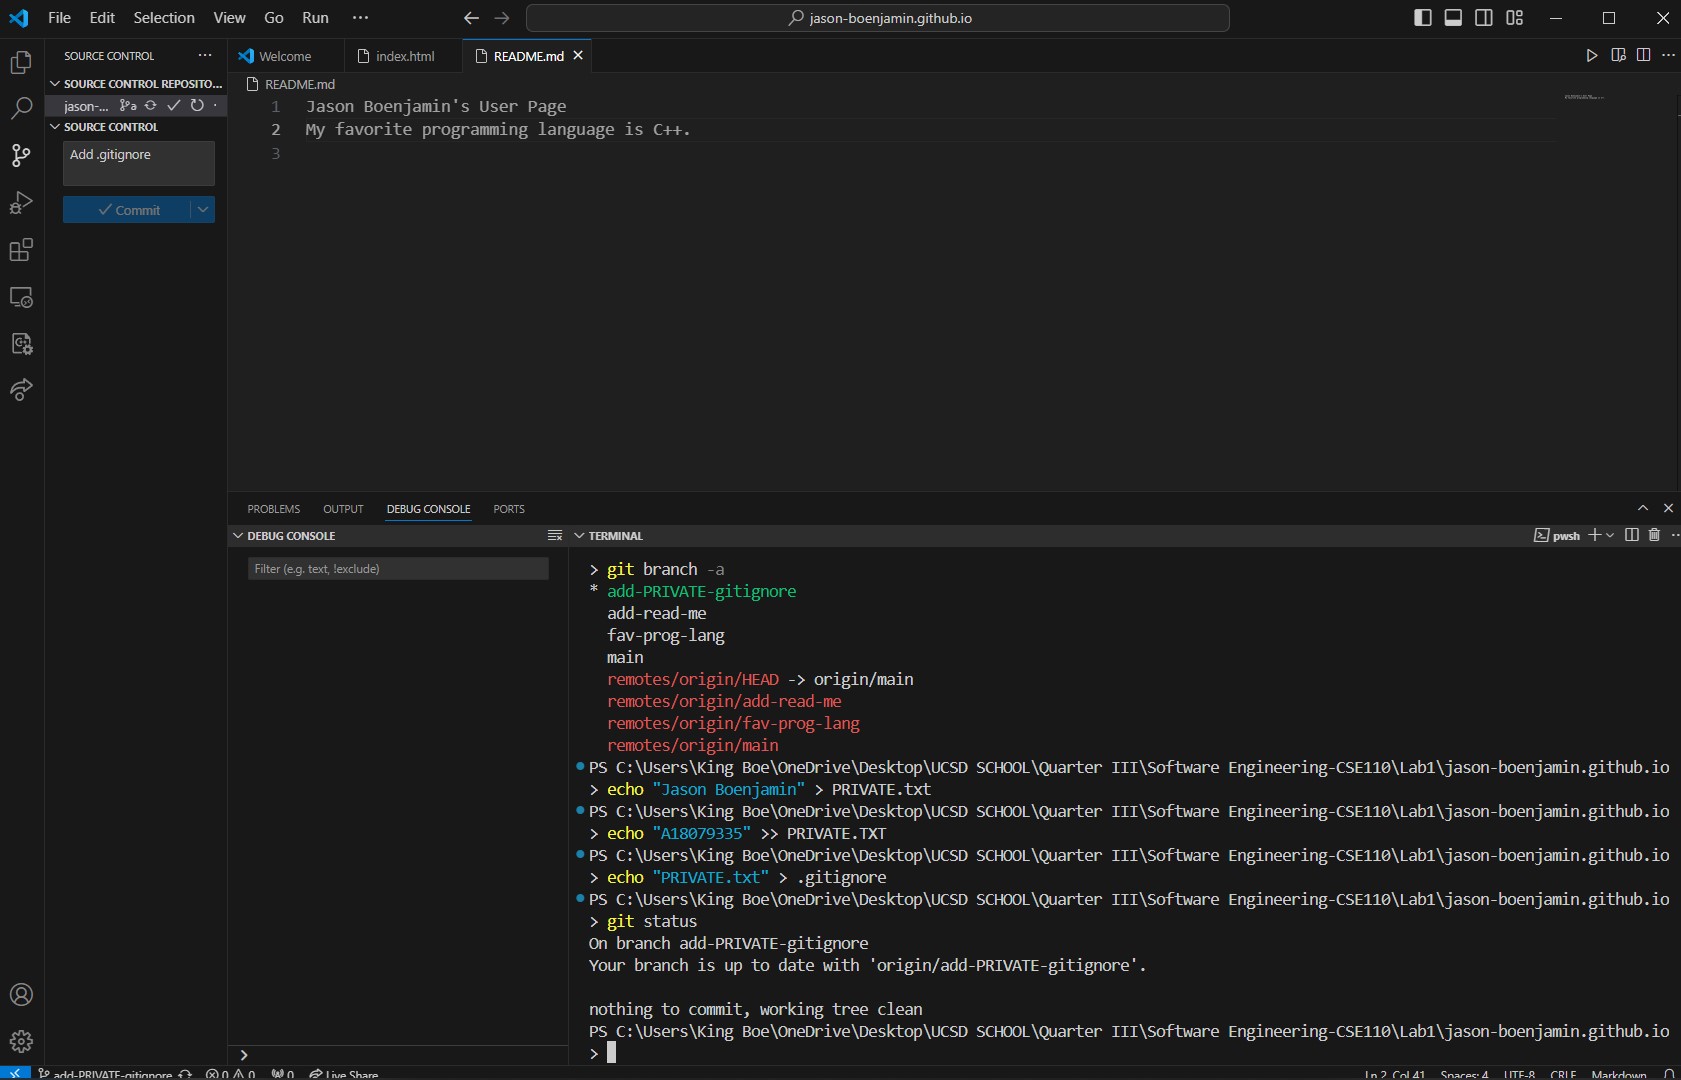 File Edit Selection View Go Run ··· jason-boenjamin.github.io
SOURCE CONTROL ···
Welcome index.html README.md
SOURCE CONTROL REPOSITO...
jason-...
SOURCE CONTROL
Add .gitignore
Commit
README.md
1 Jason Boenjamin's User Page
2 My favorite programming language is C++.
3
PROBLEMS OUTPUT DEBUG CONSOLE PORTS
DEBUG CONSOLE
Filter (e.g. text, !exclude)
TERMINAL
pwsh
> git branch -a
* add-PRIVATE-gitignore
add-read-me
fav-prog-lang
main
remotes/origin/HEAD -> origin/main
remotes/origin/add-read-me
remotes/origin/fav-prog-lang
remotes/origin/main
PS C:\Users\King Boe\OneDrive\Desktop\UCSD SCHOOL\Quarter III\Software Engineering-CSE110\Lab1\jason-boenjamin.github.io
> echo "Jason Boenjamin" > PRIVATE.txt
PS C:\Users\King Boe\OneDrive\Desktop\UCSD SCHOOL\Quarter III\Software Engineering-CSE110\Lab1\jason-boenjamin.github.io
> echo "A18079335" >> PRIVATE.TXT
PS C:\Users\King Boe\OneDrive\Desktop\UCSD SCHOOL\Quarter III\Software Engineering-CSE110\Lab1\jason-boenjamin.github.io
> echo "PRIVATE.txt" > .gitignore
PS C:\Users\King Boe\OneDrive\Desktop\UCSD SCHOOL\Quarter III\Software Engineering-CSE110\Lab1\jason-boenjamin.github.io
> git status
On branch add-PRIVATE-gitignore
Your branch is up to date with 'origin/add-PRIVATE-gitignore'.
nothing to commit, working tree clean
PS C:\Users\King Boe\OneDrive\Desktop\UCSD SCHOOL\Quarter III\Software Engineering-CSE110\Lab1\jason-boenjamin.github.io
>
add-PRIVATE-gitignore 0 0 0 Live Share Ln 2, Col 41 Spaces: 4 UTF-8 CRLF Markdown